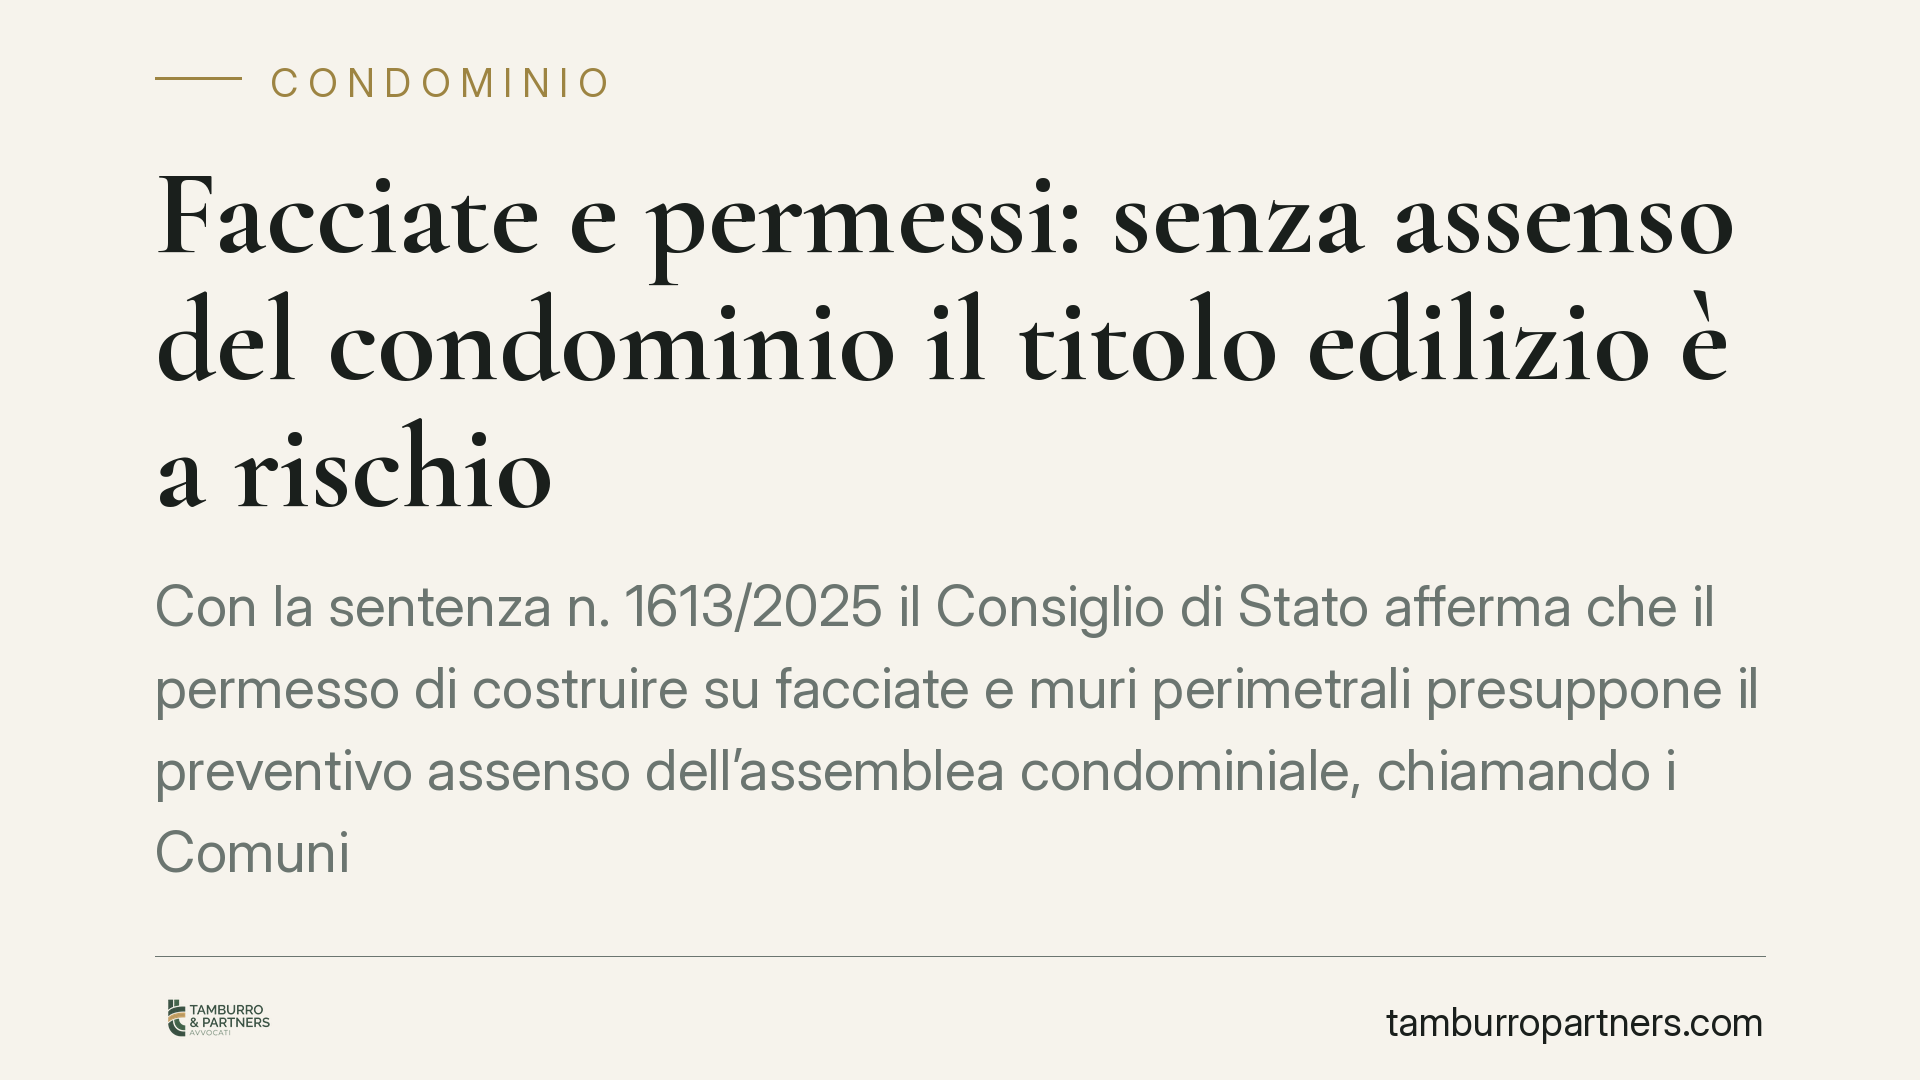 CONDOMINIO
Facciate e permessi: senza assenso
del condominio il titolo edilizio è
a rischio
Con la sentenza n. 1613/2025 il Consiglio di Stato afferma che il
permesso di costruire su facciate e muri perimetrali presuppone il
preventivo assenso dell’assemblea condominiale, chiamando i
Comuni
TAMBURRO
& PARTNERS
AVVOCATI
tamburropartners.com